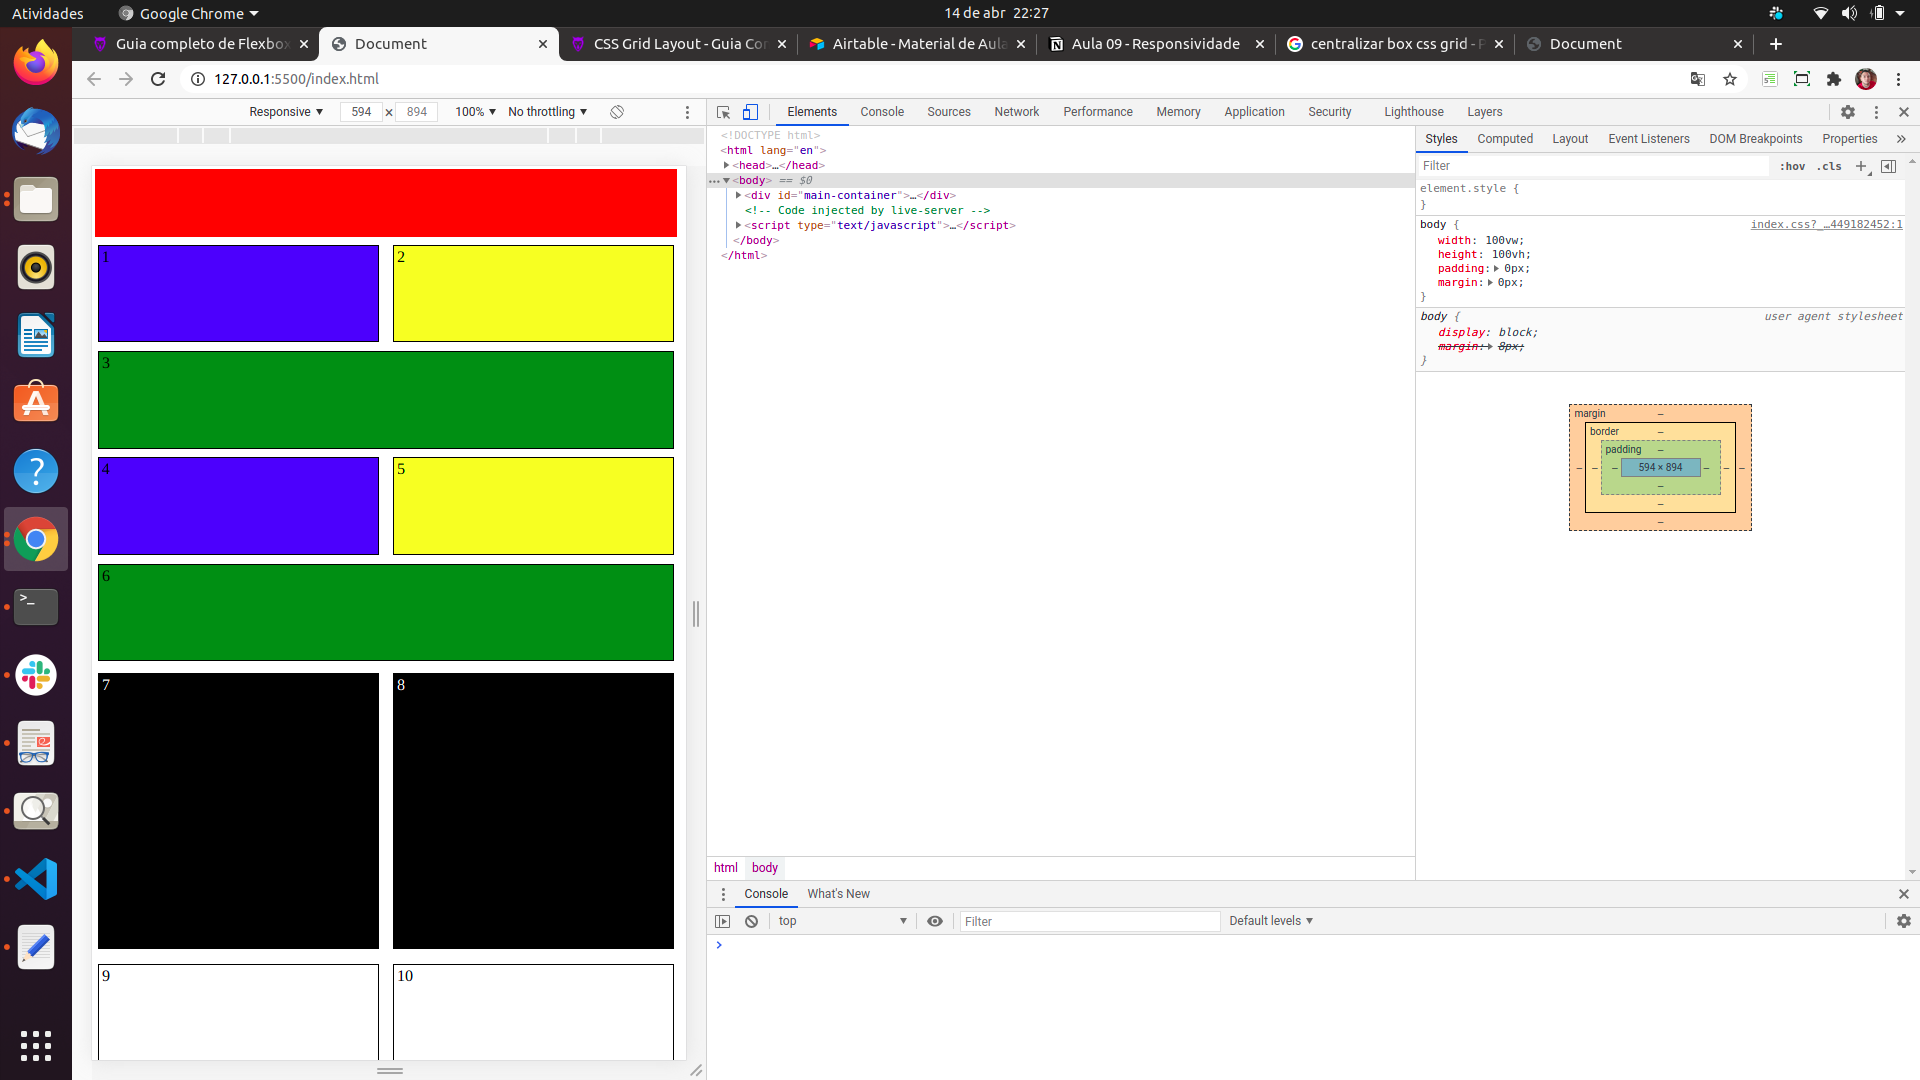 Atividades
Google Chrome
14 de abr 22:27
Guia completo de Flexbox
Document
CSS Grid Layout - Guia Cor
Airtable - Material de Aula
Aula 09 - Responsividade
centralizar box css grid - P
Document
127.0.0.1:5500/index.html
Responsive
594 × 894
100%
No throttling
Elements
Console
Sources
Network
Performance
Memory
Application
Security
Lighthouse
Layers
<!DOCTYPE html>
<html lang="en">
<head>…</head>
<body> == $0
<div id="main-container">…</div>
<!-- Code injected by live-server -->
<script type="text/javascript">…</script>
</body>
</html>
Styles
Computed
Layout
Event Listeners
DOM Breakpoints
Properties
Filter
:hov
.cls
element.style {
}
body {
index.css?_…449182452:1
width: 100vw;
height: 100vh;
padding: 0px;
margin: 0px;
}
body {
user agent stylesheet
display: block;
margin: 8px;
}
margin –
border –
padding –
– – – 594 × 894 – – –
–
–
–
1
2
3
4
5
6
7
8
9
10
html
body
Console
What's New
top
Filter
Default levels